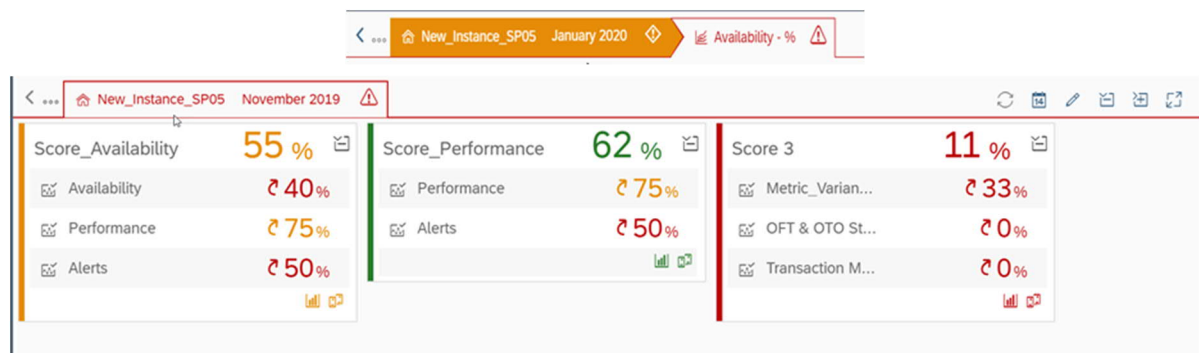 New_Instance_SP05 January 2020 Availability - %
New_Instance_SP05 November 2019
14
Score_Availability 55 %
Availability 40%
Performance 75%
Alerts 50%
Score_Performance 62 %
Performance 75%
Alerts 50%
Score 3 11 %
Metric_Varian... 33%
OFT & OTO St... 0%
Transaction M... 0%